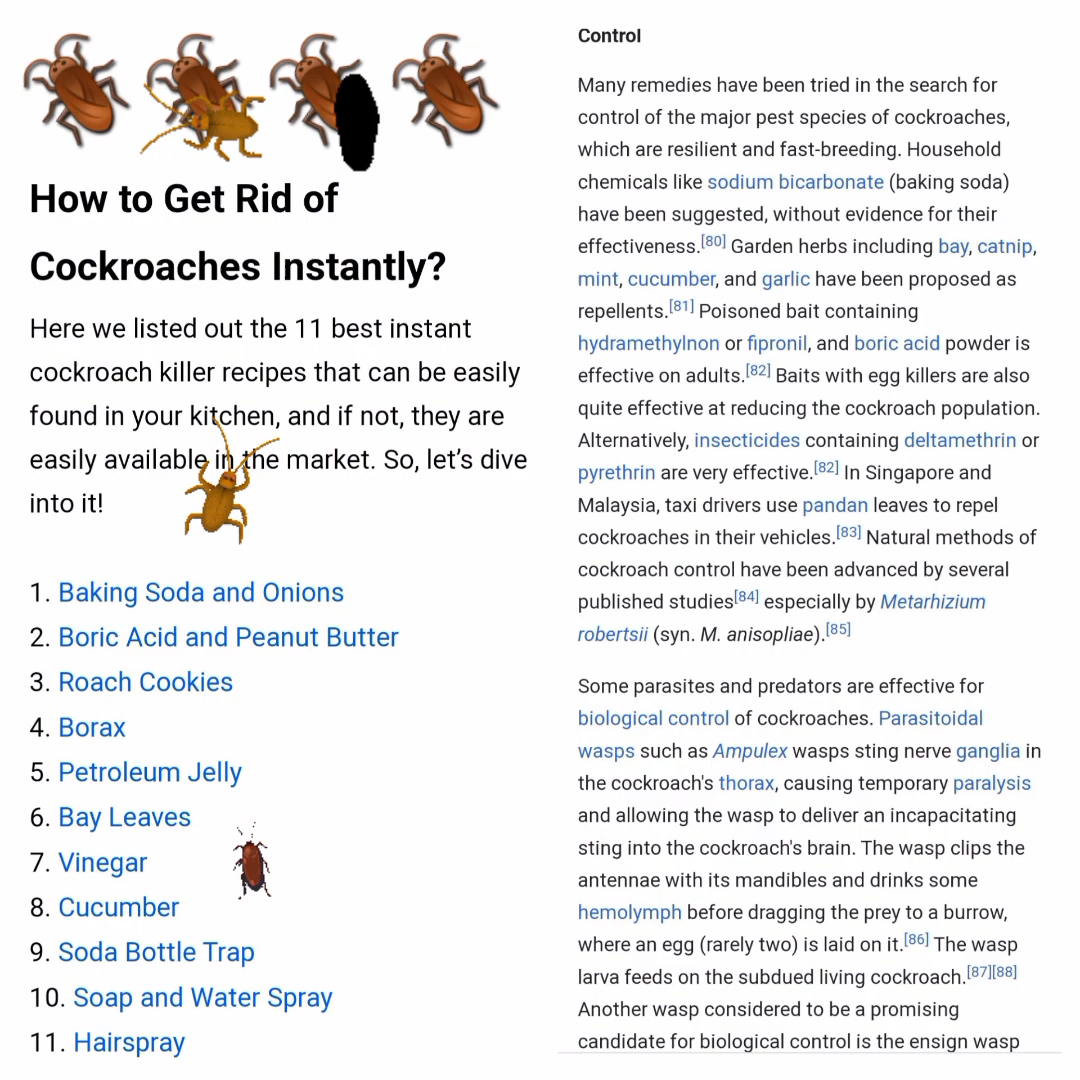 How to Get Rid of
Cockroaches Instantly?
Here we listed out the 11 best instant
cockroach killer recipes that can be easily
found in your kitchen, and if not, they are
easily available in the market. So, let’s dive
into it!
1. Baking Soda and Onions
2. Boric Acid and Peanut Butter
3. Roach Cookies
4. Borax
5. Petroleum Jelly
6. Bay Leaves
7. Vinegar
8. Cucumber
9. Soda Bottle Trap
10. Soap and Water Spray
11. Hairspray
Control
Many remedies have been tried in the search for
control of the major pest species of cockroaches,
which are resilient and fast-breeding. Household
chemicals like sodium bicarbonate (baking soda)
have been suggested, without evidence for their
effectiveness.[80] Garden herbs including bay, catnip,
mint, cucumber, and garlic have been proposed as
repellents.[81] Poisoned bait containing
hydramethylnon or fipronil, and boric acid powder is
effective on adults.[82] Baits with egg killers are also
quite effective at reducing the cockroach population.
Alternatively, insecticides containing deltamethrin or
pyrethrin are very effective.[82] In Singapore and
Malaysia, taxi drivers use pandan leaves to repel
cockroaches in their vehicles.[83] Natural methods of
cockroach control have been advanced by several
published studies[84] especially by Metarhizium
robertsii (syn. M. anisopliae).[85]
Some parasites and predators are effective for
biological control of cockroaches. Parasitoidal
wasps such as Ampulex wasps sting nerve ganglia in
the cockroach's thorax, causing temporary paralysis
and allowing the wasp to deliver an incapacitating
sting into the cockroach's brain. The wasp clips the
antennae with its mandibles and drinks some
hemolymph before dragging the prey to a burrow,
where an egg (rarely two) is laid on it.[86] The wasp
larva feeds on the subdued living cockroach.[87][88]
Another wasp considered to be a promising
candidate for biological control is the ensign wasp